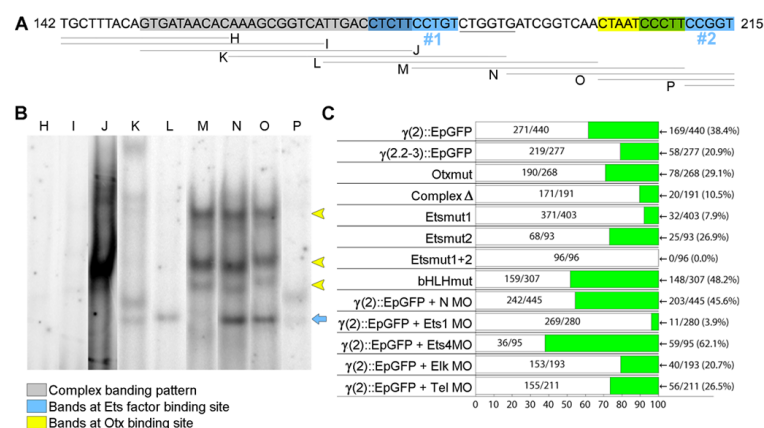 A
142 TGCTTTACAGTGATAACACAAAGCGGTCATTGACCCTCTTCCTGTCTGGTGATCGGTCAACTAATCCCCTTCCGGT 215
#1 #2
H
I
J
K
L
M
N
O
P
B
H I J K L M N O P
Complex banding pattern
Bands at Ets factor binding site
Bands at Otx binding site
C
γ(2)::EpGFP 271/440 ←169/440 (38.4%)
γ(2.2-3)::EpGFP 219/277 ←58/277 (20.9%)
Otxmut 190/268 ←78/268 (29.1%)
Complex Δ 171/191 ←20/191 (10.5%)
Etsmut1 371/403 ←32/403 (7.9%)
Etsmut2 68/93 ←25/93 (26.9%)
Etsmut1+2 96/96 ←0/96 (0.0%)
bHLHmut 159/307 ←148/307 (48.2%)
γ(2)::EpGFP + N MO 242/445 ←203/445 (45.6%)
γ(2)::EpGFP + Ets1 MO 269/280 ←11/280 (3.9%)
γ(2)::EpGFP + Ets4MO 36/95 ←59/95 (62.1%)
γ(2)::EpGFP + Elk MO 153/193 ←40/193 (20.7%)
γ(2)::EpGFP + Tel MO 155/211 ←56/211 (26.5%)
0 10 20 30 40 50 60 70 80 90 100